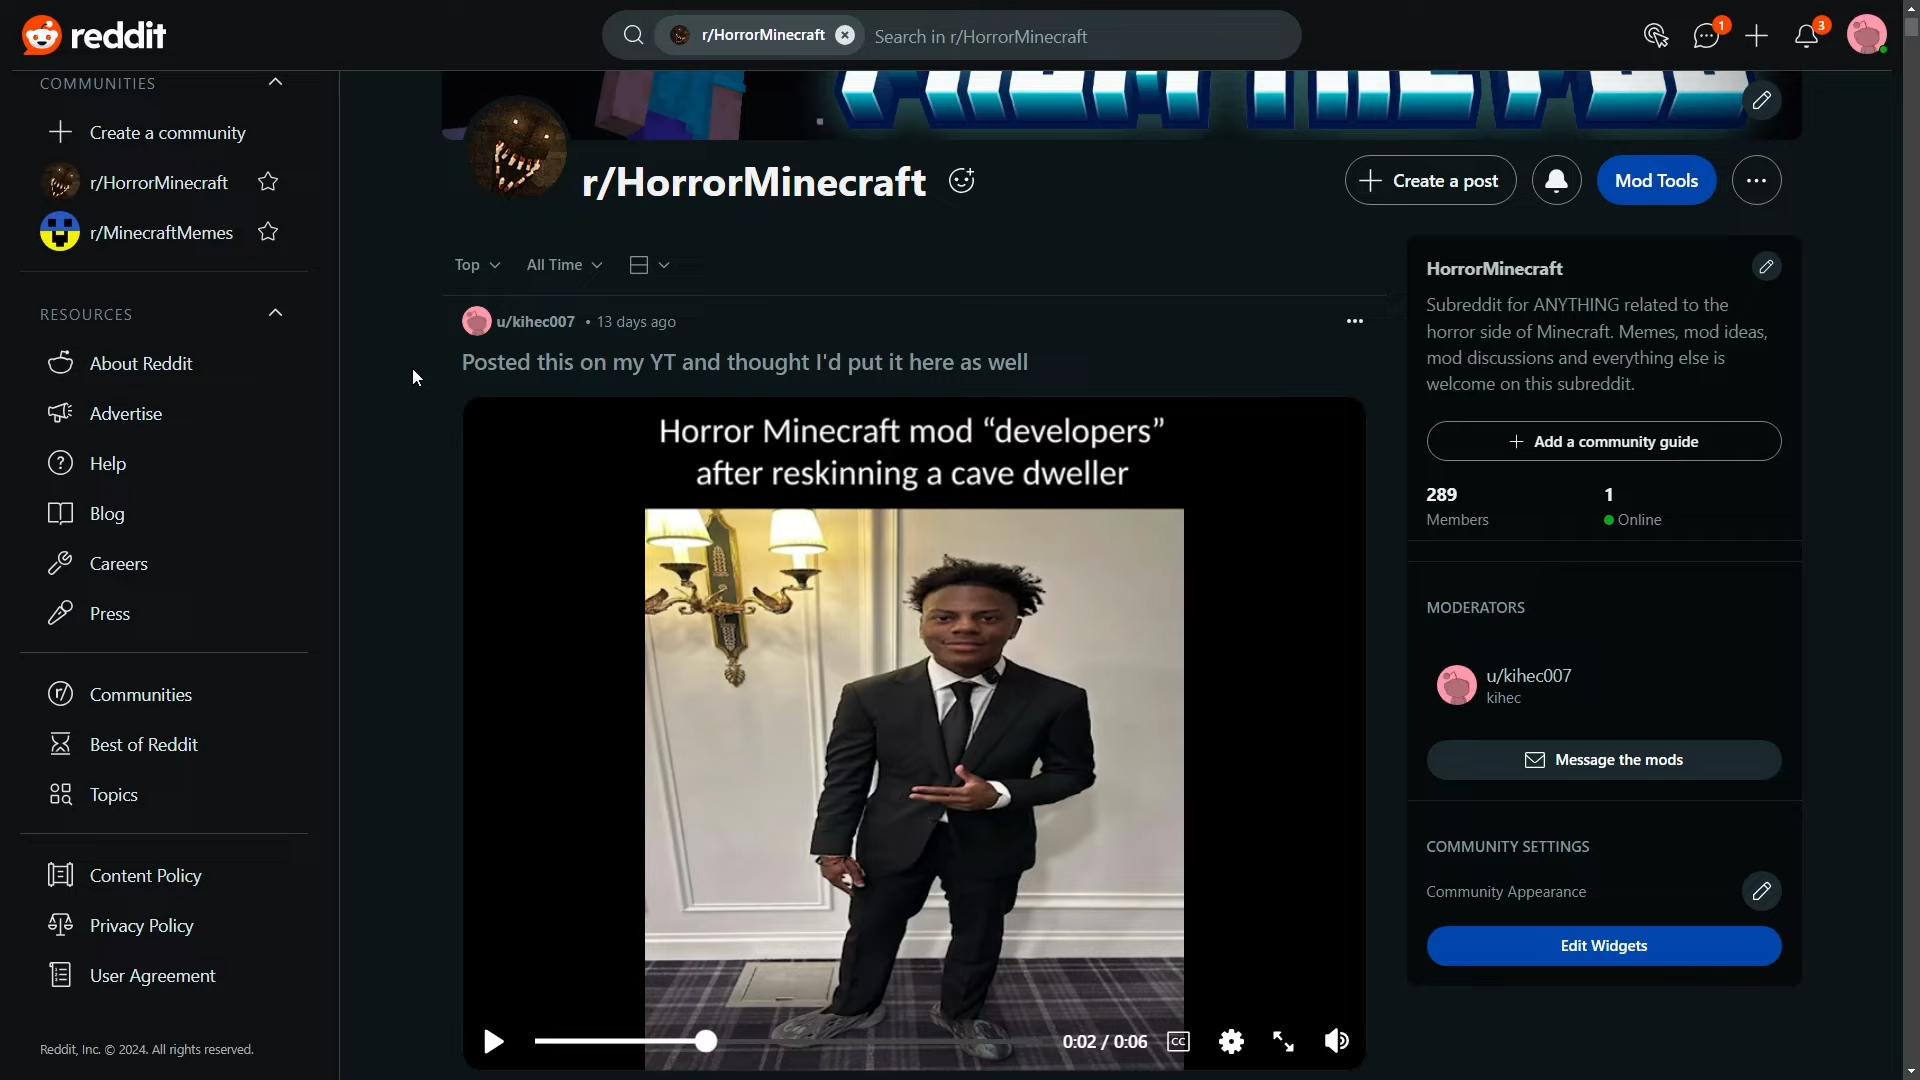 reddit
r/HorrorMinecraft
Search in r/HorrorMinecraft
1
3
COMMUNITIES
Create a community
r/HorrorMinecraft
r/MinecraftMemes
RESOURCES
About Reddit
Advertise
Help
Blog
Careers
Press
Communities
Best of Reddit
Topics
Content Policy
Privacy Policy
User Agreement
Reddit, Inc. © 2024. All rights reserved.
r/HorrorMinecraft
Create a post
Mod Tools
Top
All Time
u/kihec007 • 13 days ago
Posted this on my YT and thought I'd put it here as well
Horror Minecraft mod “developers”
after reskinning a cave dweller
0:02 / 0:06
CC
HorrorMinecraft
Subreddit for ANYTHING related to the
horror side of Minecraft. Memes, mod ideas,
mod discussions and everything else is
welcome on this subreddit.
Add a community guide
289
Members
1
Online
MODERATORS
u/kihec007
kihec
Message the mods
COMMUNITY SETTINGS
Community Appearance
Edit Widgets